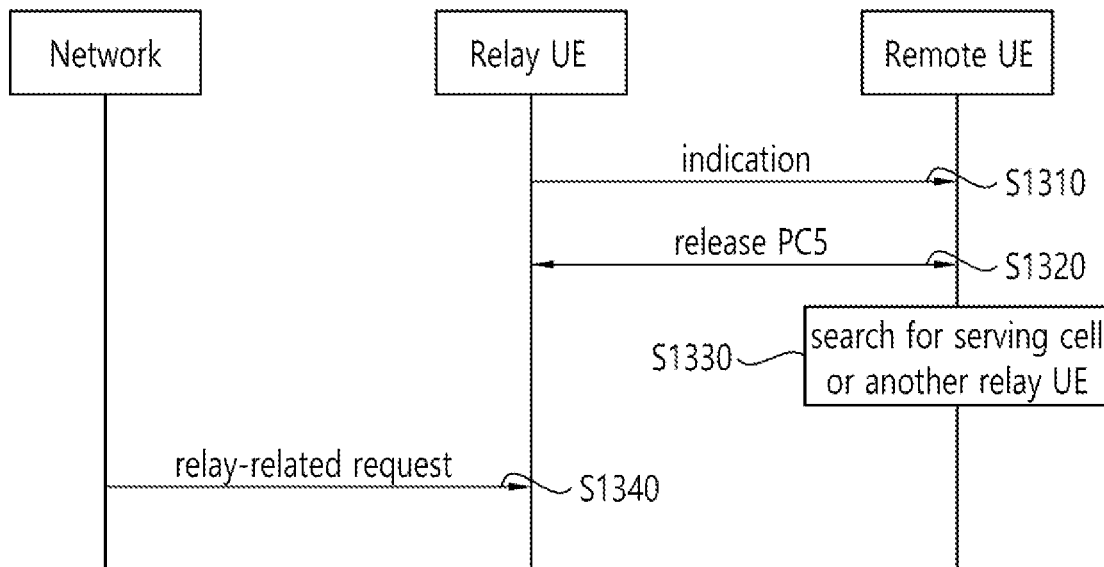 Network
Relay UE
Remote UE
indication
S1310
release PC5
S1320
S1330
search for serving cell
or another relay UE
relay-related request
S1340